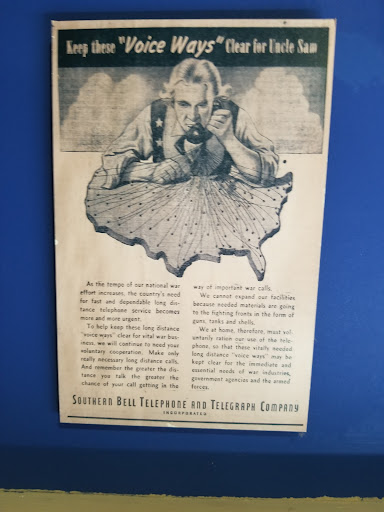 Keep these "Voice Ways" Clear for Uncle Sam
As the tempo of our national war
effort increases, the country's need
for fast and dependable long dis-
tance telephone service becomes
more and more urgent.
To help keep these long distance
"voice ways" clear for vital war bus-
iness, we will continue to need your
voluntary cooperation. Make only
really necessary long distance calls.
And remember the greater the dis-
tance you talk the greater the
chance of your call getting in the
way of important war calls.
We cannot expand our facilities
because needed materials are going
to the fighting fronts in the form of
guns, tanks and shells.
We at home, therefore, must vol-
untarily ration our use of the tele-
phone, so that these vitally needed
long distance "voice ways" may be
kept clear for the immediate and
essential needs of war industries,
government agencies and the armed
forces.
SOUTHERN BELL TELEPHONE AND TELEGRAPH COMPANY
INCORPORATED